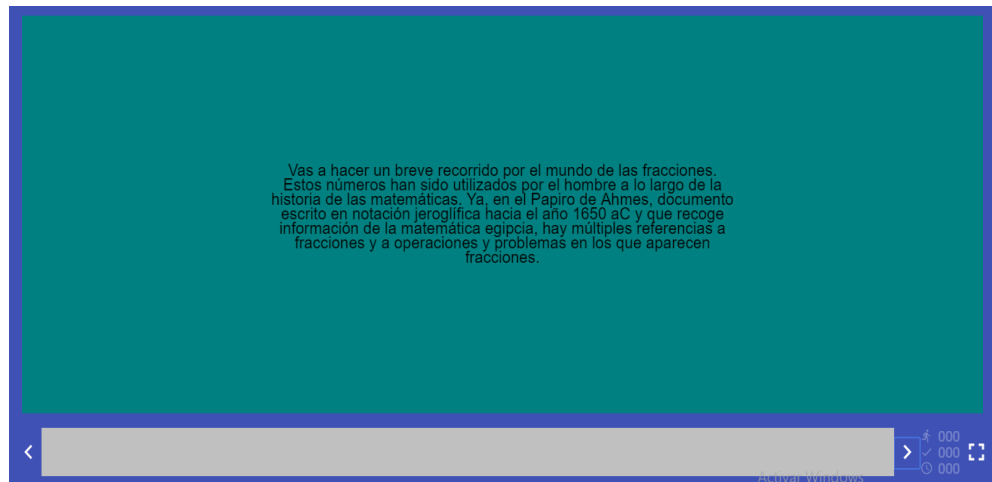 Vas a hacer un breve recorrido por el mundo de las fracciones.
Estos números han sido utilizados por el hombre a lo largo de la
historia de las matemáticas. Ya, en el Papiro de Ahmes, documento
escrito en notación jeroglífica hacia el año 1650 aC y que recoge
información de la matemática egipcia, hay múltiples referencias a
fracciones y a operaciones y problemas en los que aparecen
fracciones.
000
000
000
Activar Windows